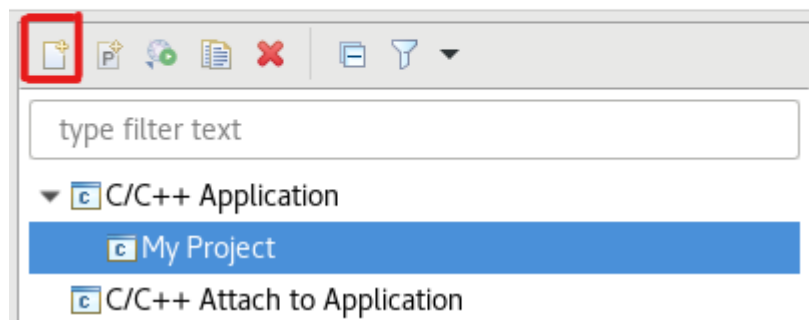 type filter text
C/C++ Application
My Project
C/C++ Attach to Application